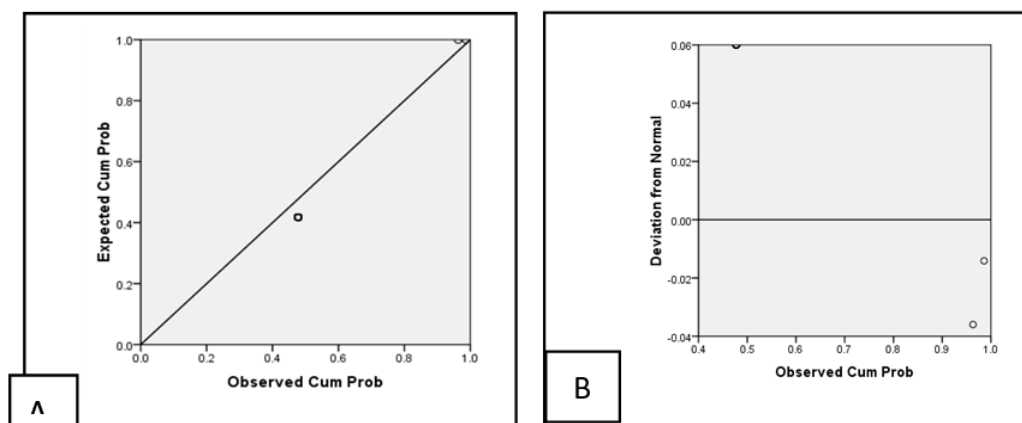 1.0
0.8
0.6
0.4
0.2
0.0
Expected Cum Prob
0.0 0.2 0.4 0.6 0.8 1.0
Observed Cum Prob
A
0.06
0.04
0.02
0.00
-0.02
-0.04
Deviation from Normal
0.4 0.5 0.6 0.7 0.8 0.9 1.0
Observed Cum Prob
B